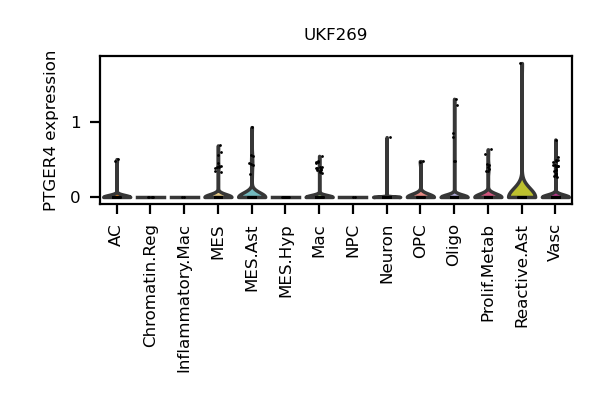 UKF269
PTGER4 expression
1
0
AC
Chromatin.Reg
Inflammatory.Mac
MES
MES.Ast
MES.Hyp
Mac
NPC
Neuron
OPC
Oligo
Prolif.Metab
Reactive.Ast
Vasc